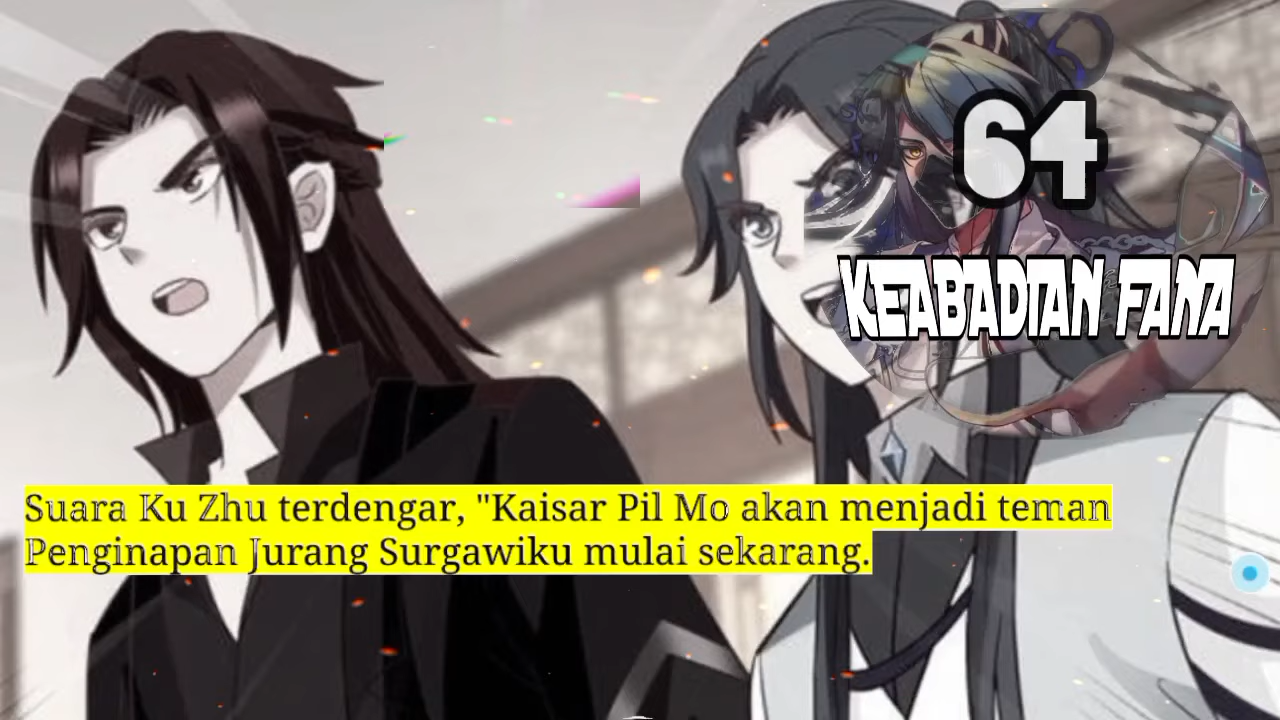 64
KEABADIAN FANA
Suara Ku Zhu terdengar, "Kaisar Pil Mo akan menjadi teman
Penginapan Jurang Surgawiku mulai sekarang.